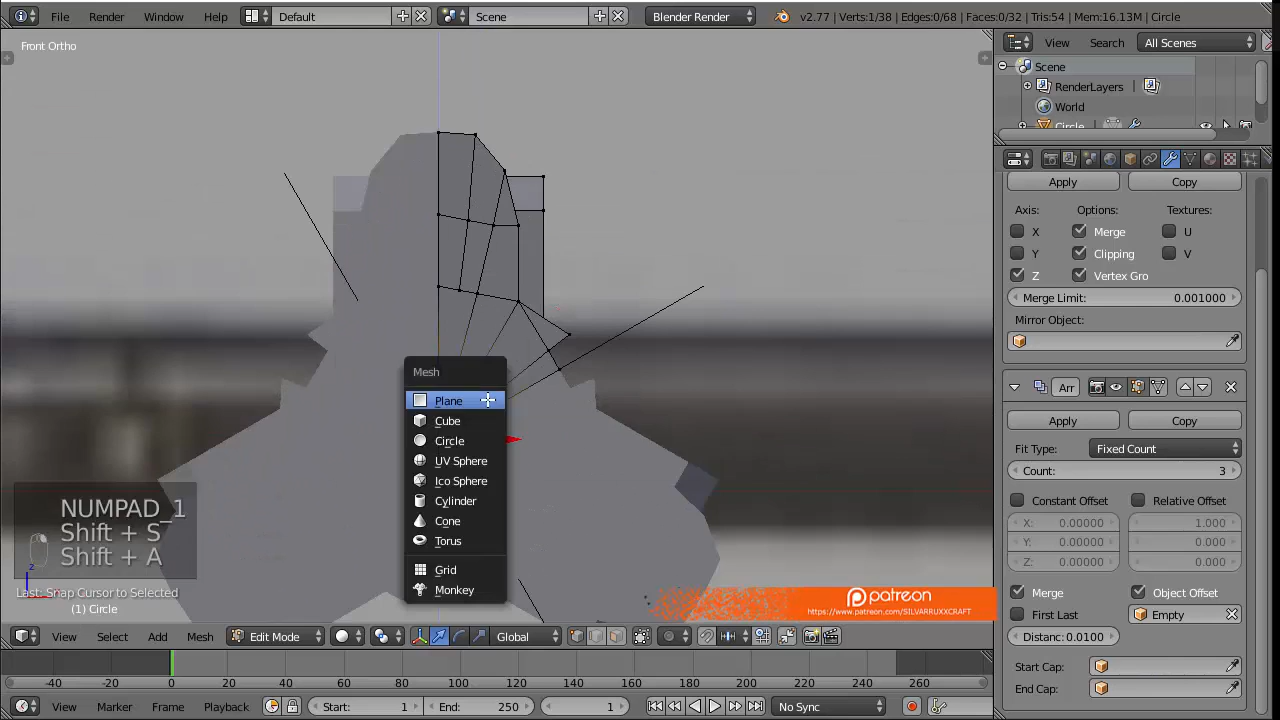 File Render Window Help Default Scene Blender Render v2.77 | Verts:1/38 | Edges:0/68 | Faces:0/32 | Tris:54 | Mem:16.13M | Circle
Front Ortho
View Search All Scenes
Scene
RenderLayers
World
Circle
Apply Copy
Axis: Options: Textures:
X Merge U
Y Clipping V
Z Vertex Gro
Merge Limit: 0.001000
Mirror Object:
Arr
Apply Copy
Fit Type: Fixed Count
Count: 3
Constant Offset Relative Offset
X: 0.00000 1.000
Y: 0.00000 0.00000
Z: 0.00000 0.00000
Merge Object Offset
First Last Empty
Distanc: 0.0100
Start Cap:
End Cap:
Mesh
Plane
Cube
Circle
UV Sphere
Ico Sphere
Cylinder
Cone
Torus
Grid
Monkey
NUMPAD_1
Shift + S
Shift + A
z
Last: Snap Cursor to Selected
(1) Circle
patreon
https://www.patreon.com/SILVARRUXXCRAFT
View Select Add Mesh Edit Mode Global
-40 -20 0 20 40 60 80 100 120 140 160 180 200 220 240 260
View Marker Frame Playback Start: 1 End: 250 1 No Sync